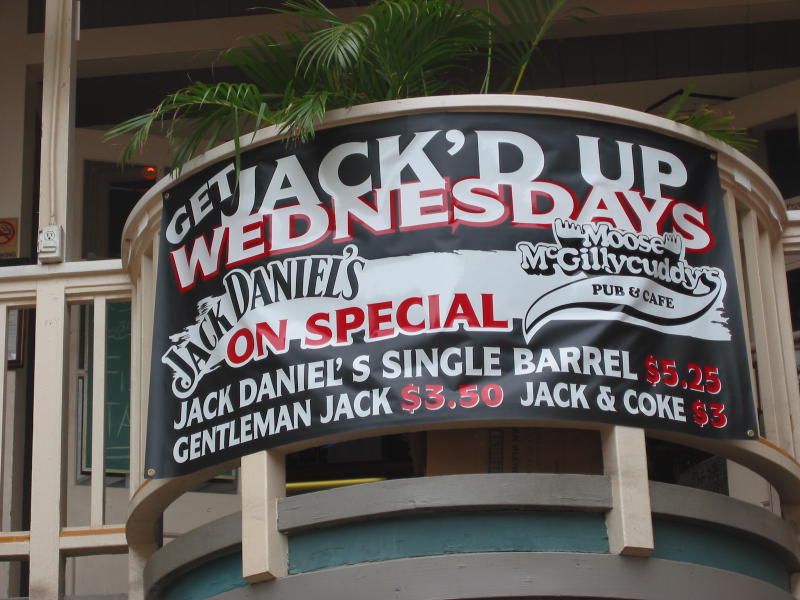 GET JACK'D UP
WEDNESDAYS
JACK DANIEL'S
ON SPECIAL
Moose
McGillycuddy's
PUB & CAFE
JACK DANIEL' S SINGLE BARREL $5.25
GENTLEMAN JACK $3.50 JACK & COKE $3